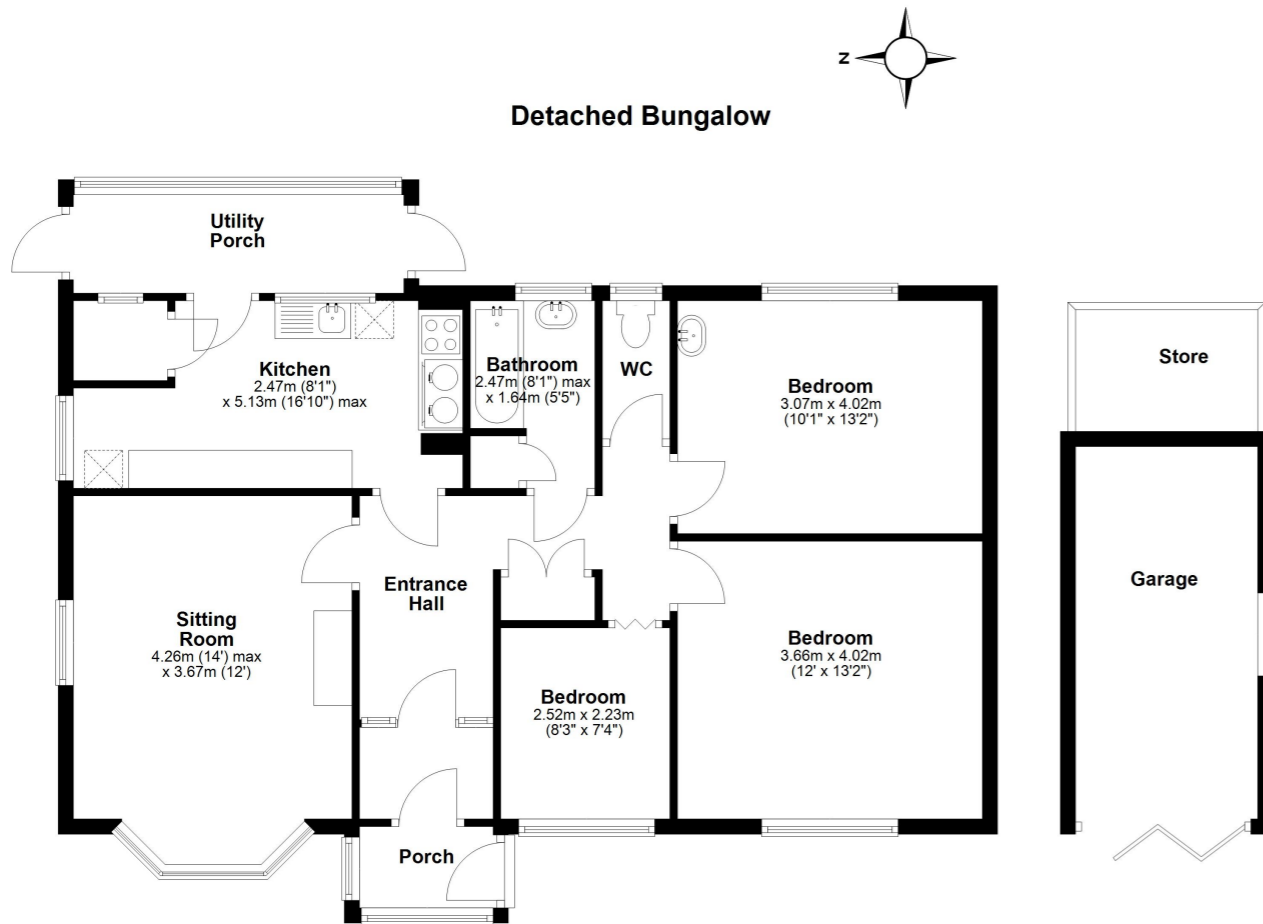 N
Detached Bungalow
Utility
Porch
Kitchen
2.47m (8'1")
x 5.13m (16'10") max
Bathroom
2.47m (8'1") max
x 1.64m (5'5")
WC
Bedroom
3.07m x 4.02m
(10'1" x 13'2")
Store
Sitting
Room
4.26m (14') max
x 3.67m (12')
Entrance
Hall
Bedroom
2.52m x 2.23m
(8'3" x 7'4")
Bedroom
3.66m x 4.02m
(12' x 13'2")
Garage
Porch